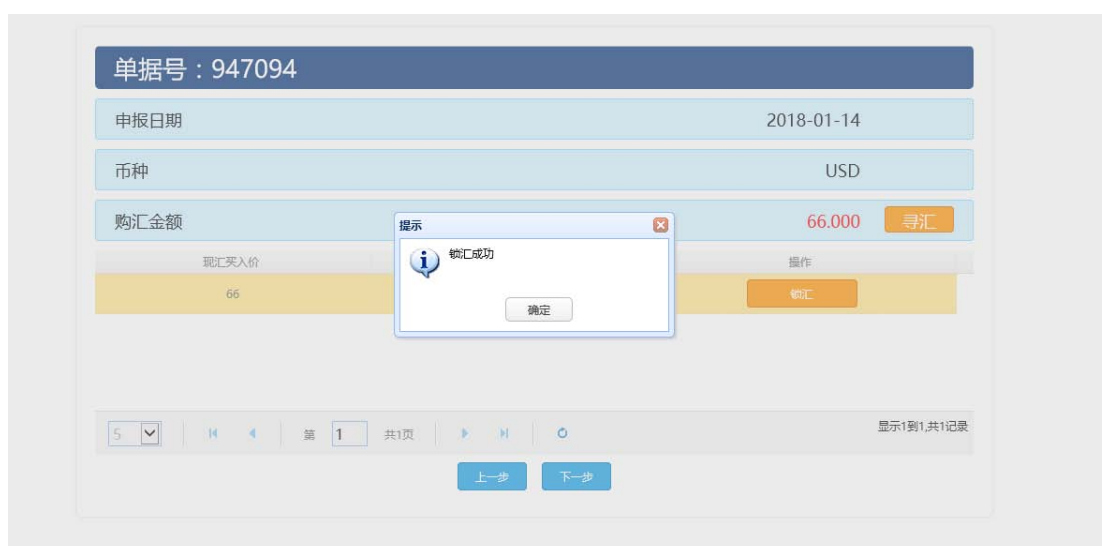 单据号：947094
申报日期 2018-01-14
币种 USD
购汇金额 66.000 寻汇
提示
锁汇成功
确定
现汇买入价 操作
66 锁汇
5 第 1 共1页 显示1到1,共1记录
上一步 下一步